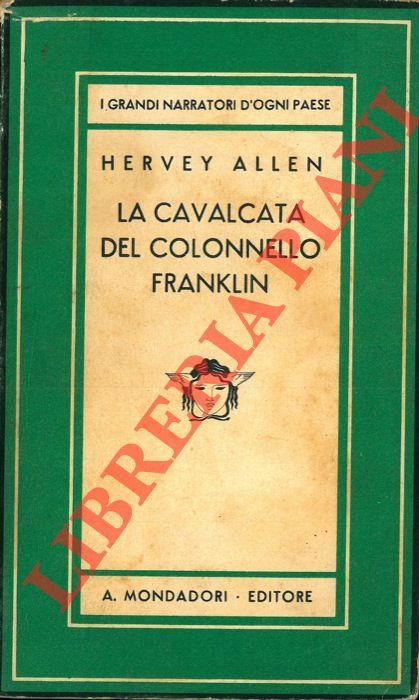 I GRANDI NARRATORI D'OGNI PAESE
HERVEY ALLEN
LA CAVALCATA
DEL COLONNELLO
FRANKLIN
A. MONDADORI · EDITORE
LIBRERIA PIANI